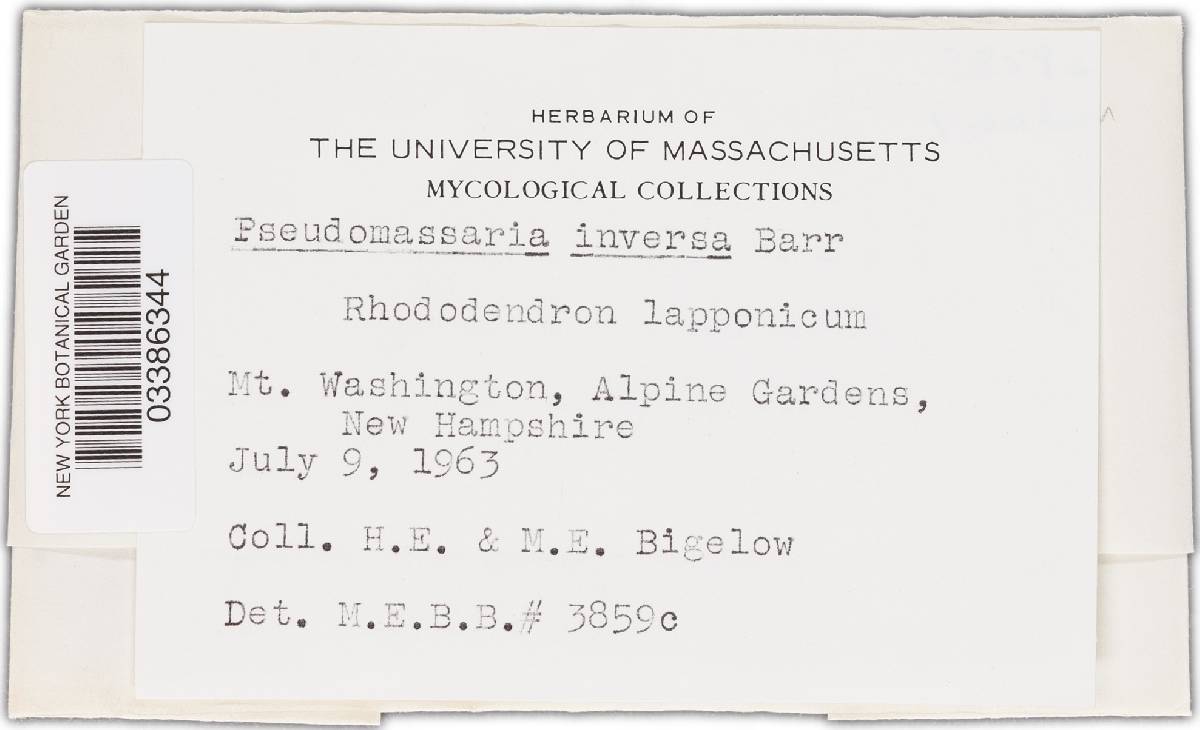 HERBARIUM OF
THE UNIVERSITY OF MASSACHUSETTS
MYCOLOGICAL COLLECTIONS
Pseudomassaria inversa Barr
Rhododendron lapponicum
Mt. Washington, Alpine Gardens,
New Hampshire
July 9, 1963
Coll. H.E. & M.E. Bigelow
Det. M.E.B.B.# 3859c
NEW YORK BOTANICAL GARDEN
03386344